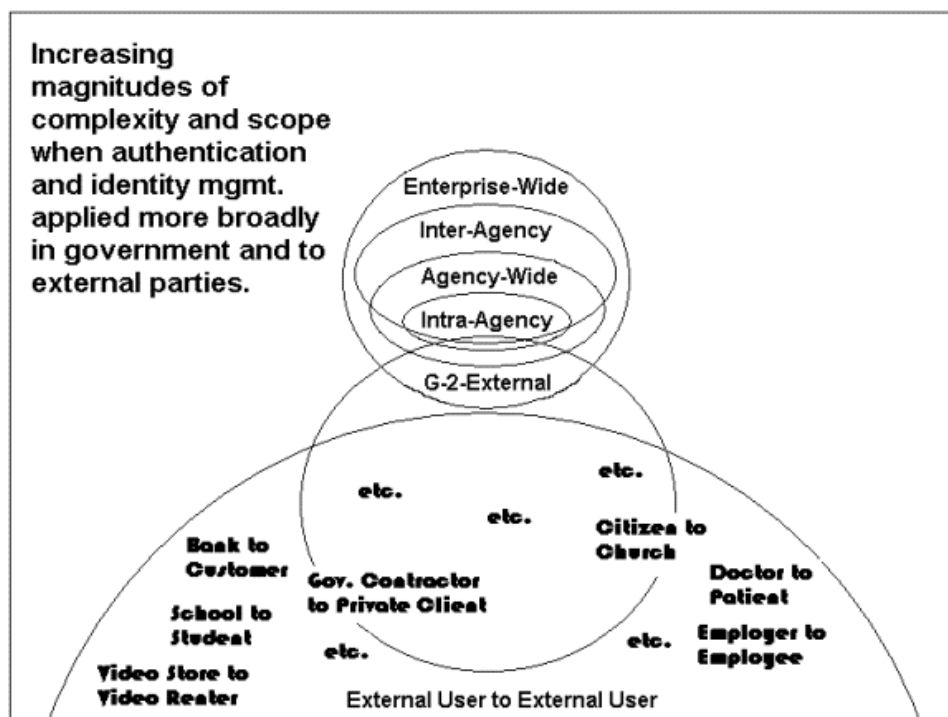 Increasing
magnitudes of
complexity and scope
when authentication
and identity mgmt.
applied more broadly
in government and to
external parties.
Enterprise-Wide
Inter-Agency
Agency-Wide
Intra-Agency
G-2-External
etc.
etc.
etc.
Citizen to
Church
Bank to
Customer
Gov. Contractor
to Private Client
Doctor to
Patient
School to
Student
etc.
etc.
Employer to
Employee
Video Store to
Video Renter
External User to External User